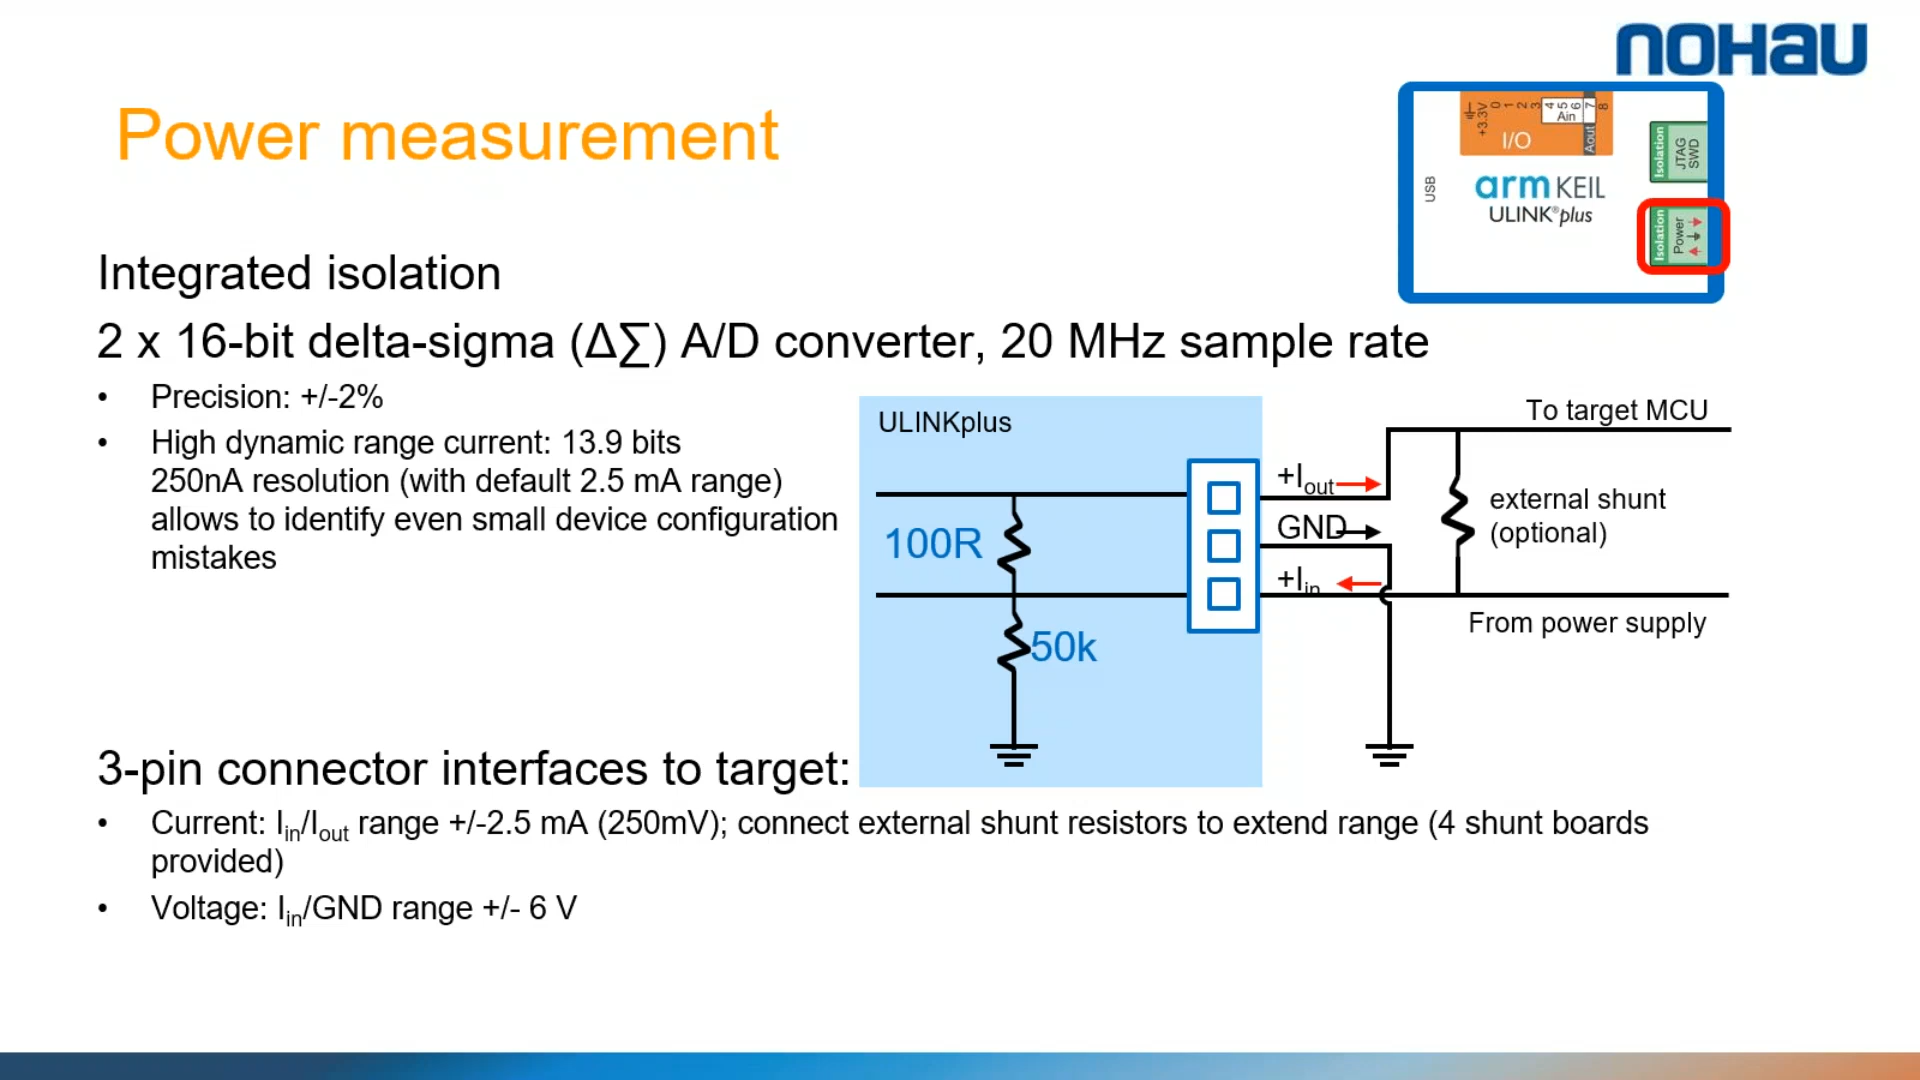 noHau
Power measurement
+3.3V 0 1 2 3 4 5 6 7 8
Ain
Aout
I/O
USB
arm KEIL
ULINK®plus
Isolation
JTAG
SWD
Isolation
Power
Integrated isolation
2 x 16-bit delta-sigma (Δ∑) A/D converter, 20 MHz sample rate
• Precision: +/-2%
• High dynamic range current: 13.9 bits
250nA resolution (with default 2.5 mA range)
allows to identify even small device configuration
mistakes
ULINKplus
100R
50k
+Iout
GND
+Iin
To target MCU
external shunt
(optional)
From power supply
3-pin connector interfaces to target:
• Current: Iin/Iout range +/-2.5 mA (250mV); connect external shunt resistors to extend range (4 shunt boards
provided)
• Voltage: Iin/GND range +/- 6 V